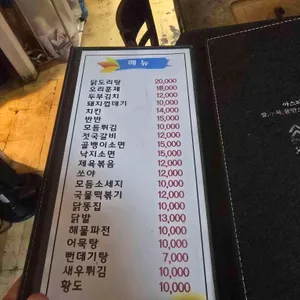 메뉴
닭도리탕 20,000
오리훈제 18,000
두부김치 12,000
돼지껍데기 10,000
치킨 14,000
반반 15,000
모듬튀김 10,000
젓국갈비 12,000
골뱅이소면 15,000
낙지소면 15,000
제육볶음 12,000
쏘야 12,000
모듬소세지 10,000
국물떡볶기 12,000
닭똥집 10,000
닭발 13,000
해물파전 10,000
어묵탕 10,000
뻔데기탕 7,000
새우튀김 10,000
황도 10,000